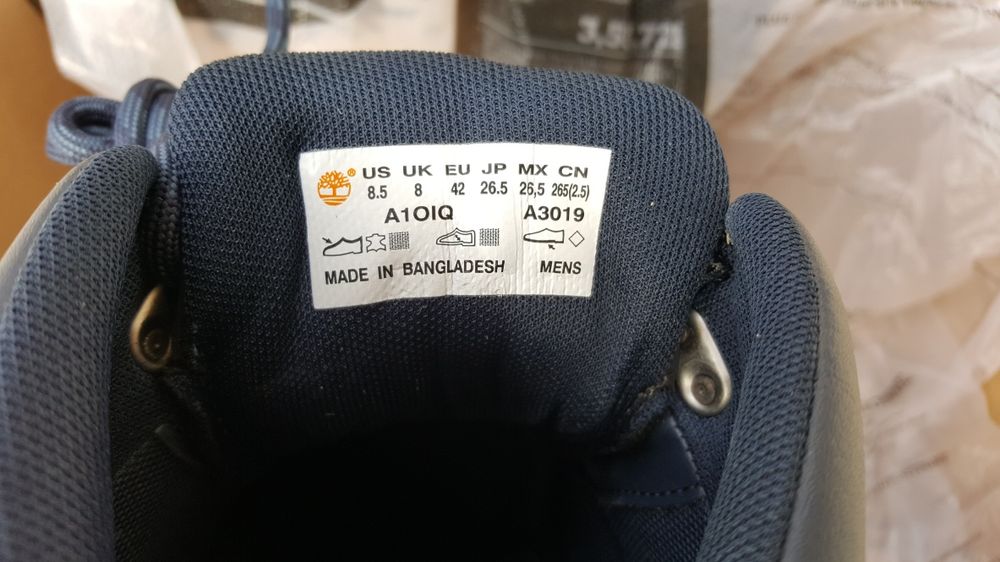 US UK EU JP MX CN
8.5 8 42 26.5 26,5 265(2.5)
A1OIQ A3019
MADE IN BANGLADESH MENS